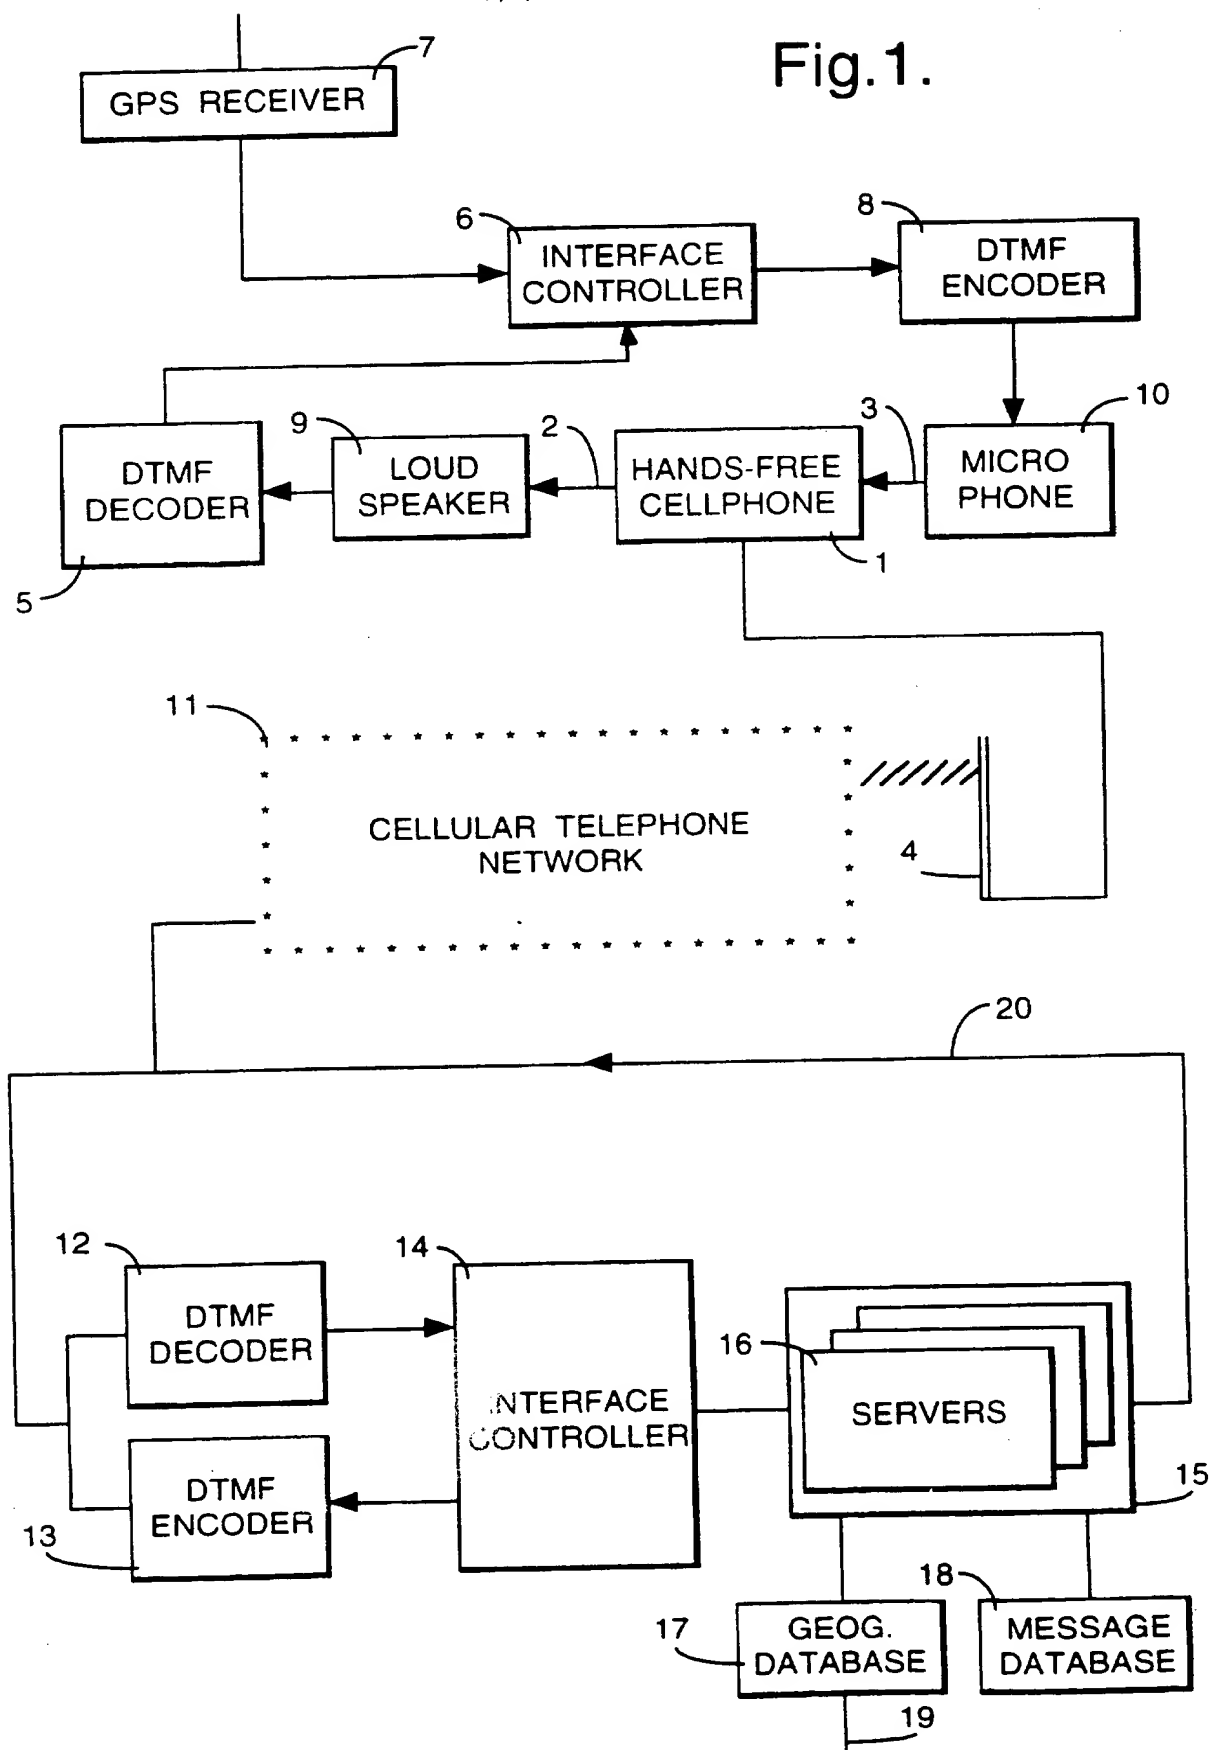 Fig.1.
7
GPS RECEIVER
6
INTERFACE
CONTROLLER
8
DTMF
ENCODER
9
2
3
10
DTMF
DECODER
LOUD
SPEAKER
HANDS-FREE
CELLPHONE
MICRO
PHONE
5
1
11
CELLULAR TELEPHONE
NETWORK
4
20
12
DTMF
DECODER
14
INTERFACE
CONTROLLER
16
SERVERS
15
DTMF
ENCODER
13
17
GEOG.
DATABASE
18
MESSAGE
DATABASE
19